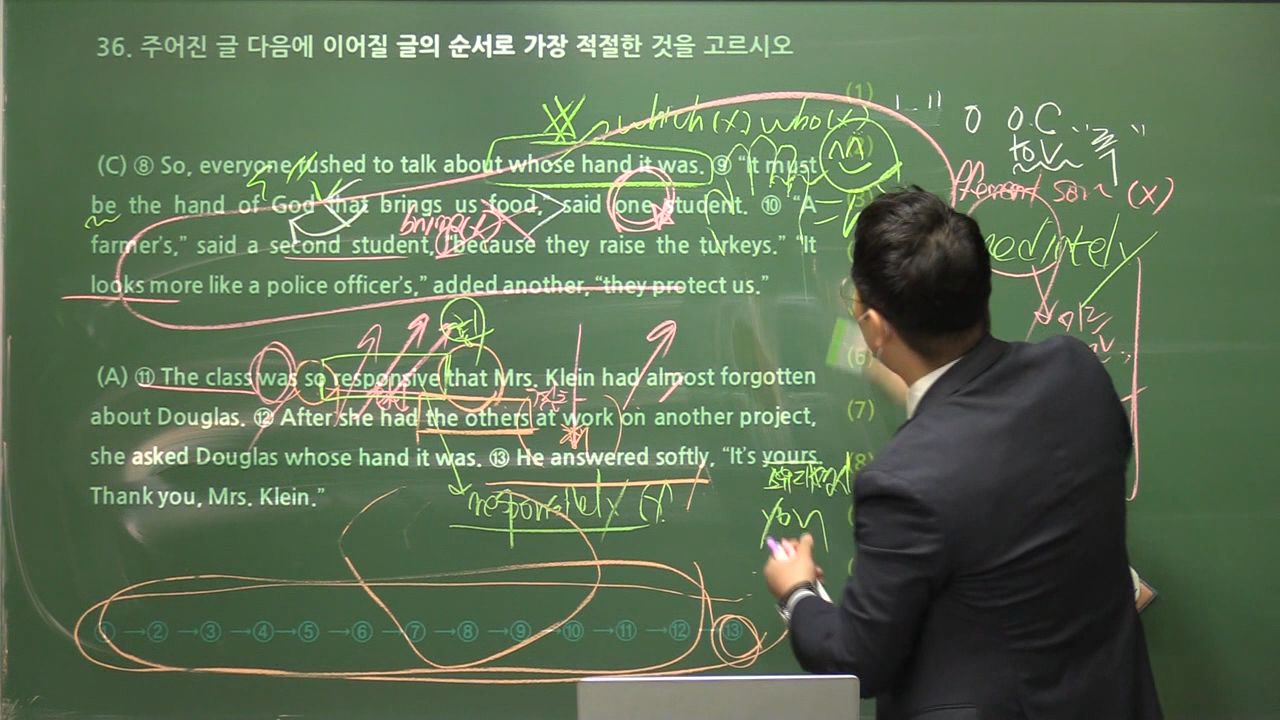 36. 주어진 글 다음에 이어질 글의 순서로 가장 적절한 것을 고르시오
(1)
which (x) who(x)
"-"
O O.C
to V "
(C) ⑧ So, everyone rushed to talk about whose hand it was. ⑨ “It must
be the hand of God that brings us food,” said one student. ⑩ “A
farmer’s,” said a second student, “because they raise the turkeys.” “It
looks more like a police officer’s,” added another, “they protect us.”
(x)
(6)
(A) ⑪ The class was so responsive that Mrs. Klein had almost forgotten
about Douglas. ⑫ After she had the others at work on another project,
she asked Douglas whose hand it was. ⑬ He answered softly, “It’s yours.
Thank you, Mrs. Klein.”
(7)
(8)
responsively (x)
you
① → ② → ③ → ④ → ⑤ → ⑥ → ⑦ → ⑧ → ⑨ → ⑩ → ⑪ → ⑫ → ⑬